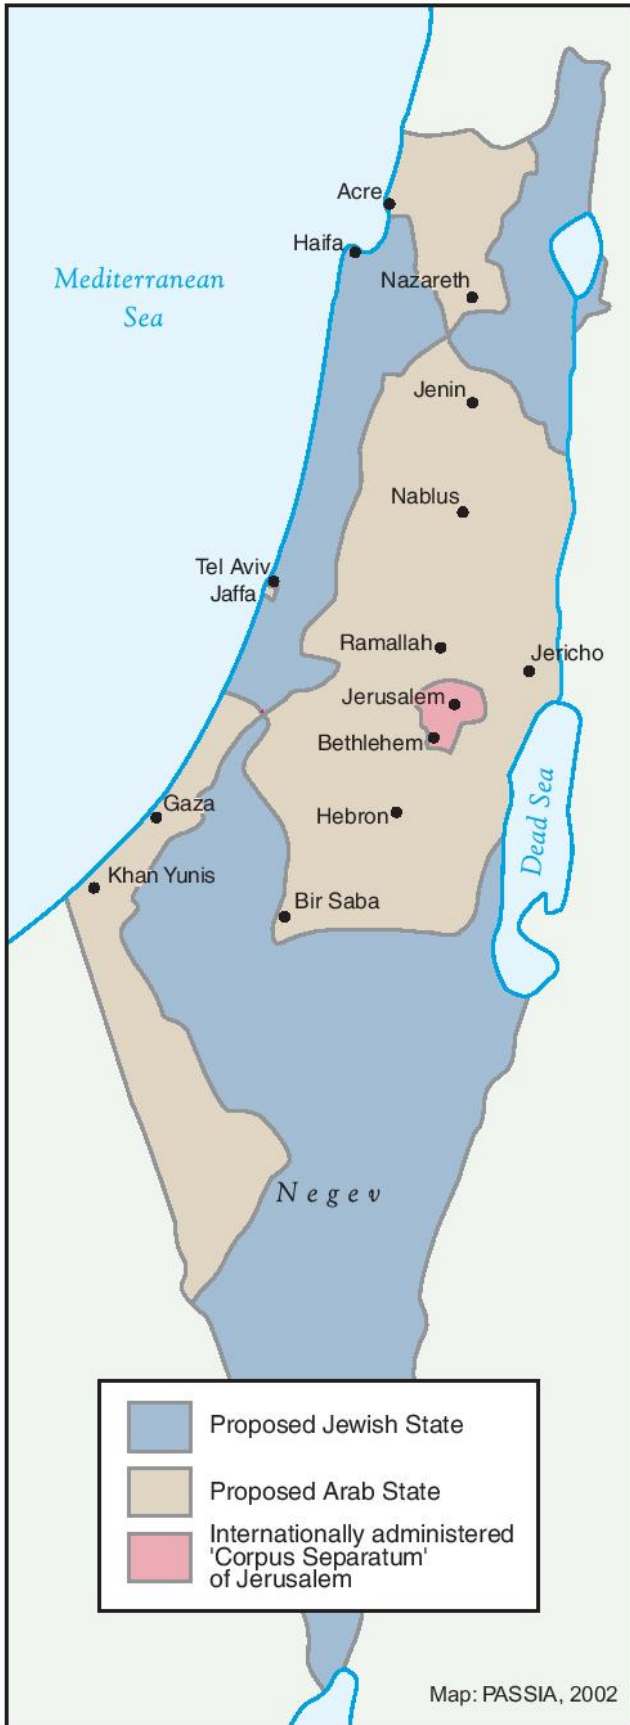 Acre
Haifa
Mediterranean
Sea
Nazareth
Jenin
Nablus
Tel Aviv
Jaffa
Ramallah
Jericho
Jerusalem
Bethlehem
Dead Sea
Gaza
Hebron
Khan Yunis
Bir Saba
Negev
Proposed Jewish State
Proposed Arab State
Internationally administered
'Corpus Separatum'
of Jerusalem
Map: PASSIA, 2002